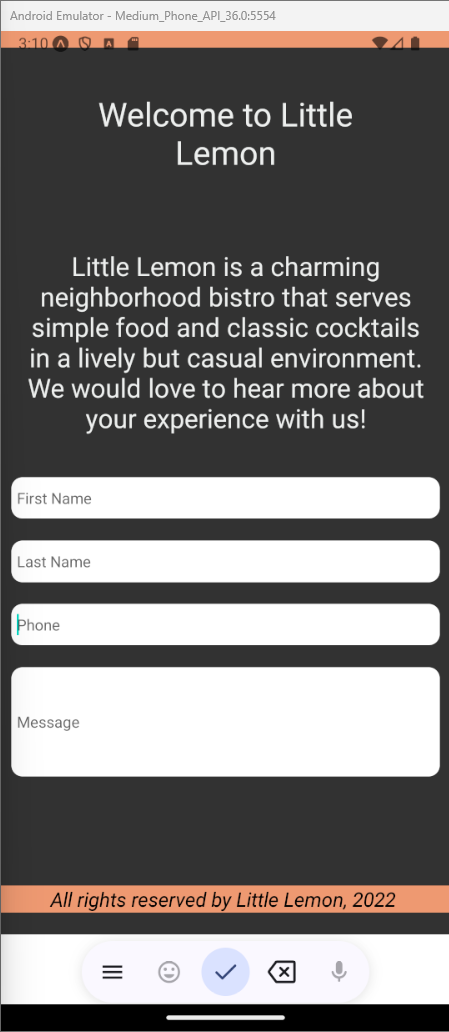 Android Emulator - Medium_Phone_API_36.0:5554
3:10
Welcome to Little
Lemon
Little Lemon is a charming
neighborhood bistro that serves
simple food and classic cocktails
in a lively but casual environment.
We would love to hear more about
your experience with us!
First Name
Last Name
Phone
Message
All rights reserved by Little Lemon, 2022